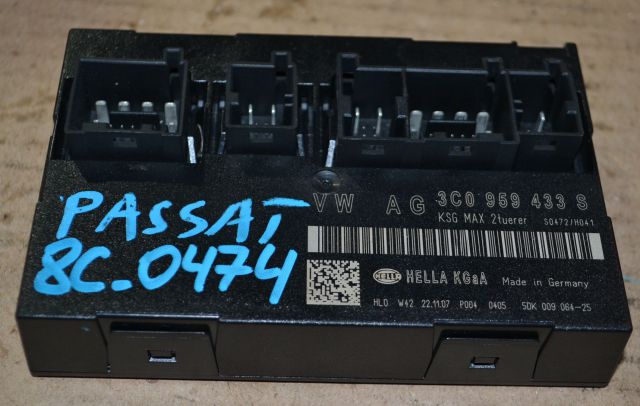 VW AG 3C0 959 433 S
KSG MAX 2tuerer S0472/H041
PASSAT
8C.0474
HELLA HELLA KGaA Made in Germany
HL0 W42 22.11.07 P004 0405 5DK 009 064-25